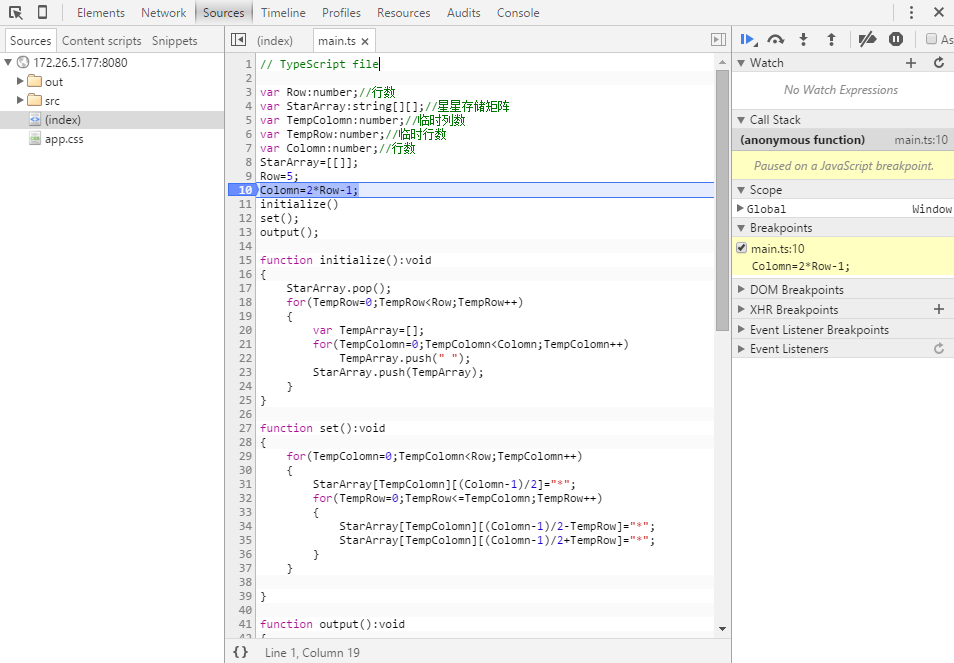 Elements Network Sources Timeline Profiles Resources Audits Console
Sources Content scripts Snippets
172.26.5.177:8080
out
src
(index)
app.css
(index) main.ts
1 // TypeScript file
2
3 var Row:number;//行数
4 var StarArray:string[][];//星星存储矩阵
5 var TempColomn:number;//临时列数
6 var TempRow:number;//临时行数
7 var Colomn:number;//行数
8 StarArray=[[]];
9 Row=5;
10 Colomn=2*Row-1;
11 initialize()
12 set();
13 output();
14
15 function initialize():void
16 {
17 StarArray.pop();
18 for(TempRow=0;TempRow<Row;TempRow++)
19 {
20 var TempArray=[];
21 for(TempColomn=0;TempColomn<Colomn;TempColomn++)
22 TempArray.push(" ");
23 StarArray.push(TempArray);
24 }
25 }
26
27 function set():void
28 {
29 for(TempColomn=0;TempColomn<Row;TempColomn++)
30 {
31 StarArray[TempColomn][(Colomn-1)/2]="*";
32 for(TempRow=0;TempRow<=TempColomn;TempRow++)
33 {
34 StarArray[TempColomn][(Colomn-1)/2-TempRow]="*";
35 StarArray[TempColomn][(Colomn-1)/2+TempRow]="*";
36 }
37 }
38
39 }
40
41 function output():void
42 {
{} Line 1, Column 19
As
Watch
No Watch Expressions
Call Stack
(anonymous function) main.ts:10
Paused on a JavaScript breakpoint.
Scope
Global Window
Breakpoints
main.ts:10
Colomn=2*Row-1;
DOM Breakpoints
XHR Breakpoints
Event Listener Breakpoints
Event Listeners